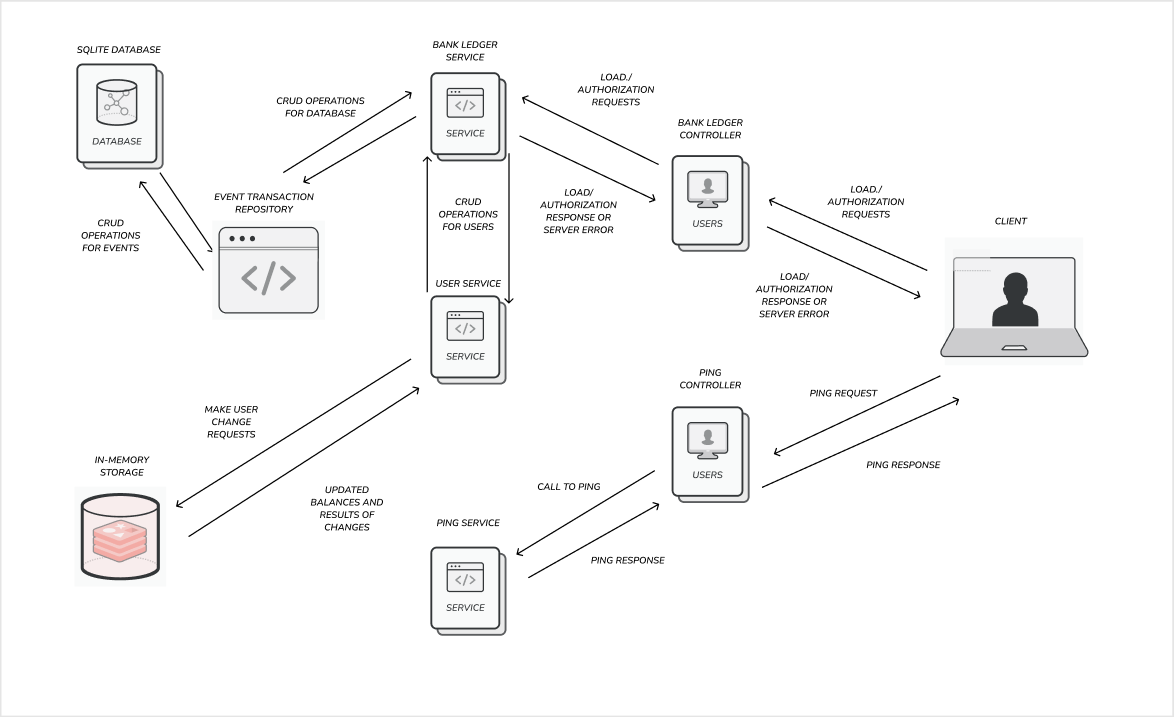 SQLITE DATABASE
DATABASE
CRUD
OPERATIONS
FOR EVENTS
EVENT TRANSACTION
REPOSITORY
CRUD OPERATIONS
FOR DATABASE
BANK LEDGER
SERVICE
SERVICE
LOAD./
AUTHORIZATION
REQUESTS
LOAD/
AUTHORIZATION
RESPONSE OR
SERVER ERROR
BANK LEDGER
CONTROLLER
USERS
LOAD./
AUTHORIZATION
REQUESTS
LOAD/
AUTHORIZATION
RESPONSE OR
SERVER ERROR
CLIENT
CRUD
OPERATIONS
FOR USERS
USER SERVICE
SERVICE
MAKE USER
CHANGE
REQUESTS
UPDATED
BALANCES AND
RESULTS OF
CHANGES
IN-MEMORY
STORAGE
PING
CONTROLLER
USERS
PING REQUEST
PING RESPONSE
CALL TO PING
PING RESPONSE
PING SERVICE
SERVICE